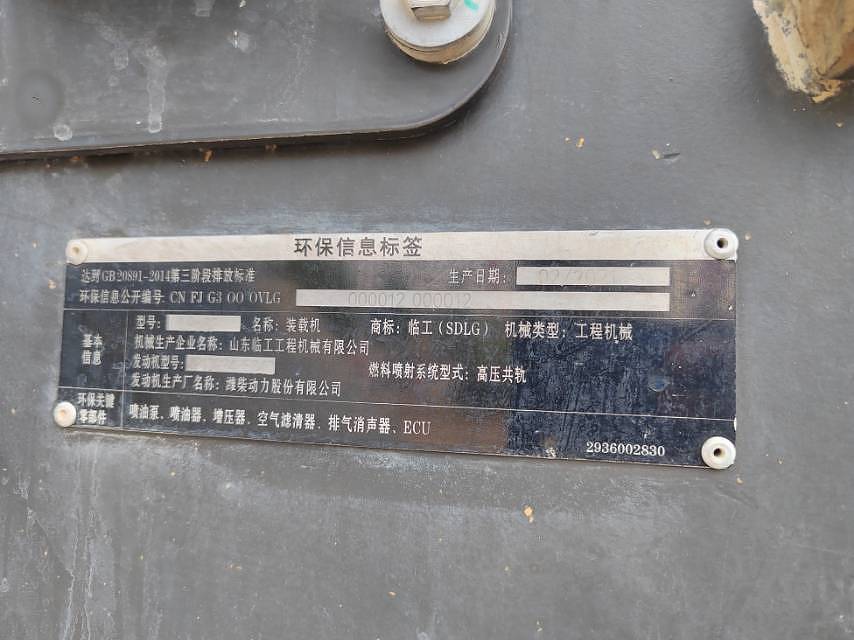 环保信息标签
达到GB20891-2014第三阶段排放标准 生产日期:
环保信息公开编号 CN FJ G3 00 0VLG 000012 000012
基本信息
型号: 名称: 装载机 商标: 临工(SDLG) 机械类型: 工程机械
机械生产企业名称: 山东临工工程机械有限公司
发动机型号: 燃料喷射系统型式: 高压共轨
发动机生产厂名称: 潍柴动力股份有限公司
环保关键零部件
喷油泵、喷油器、增压器、空气滤清器、排气消声器、ECU
2936002830